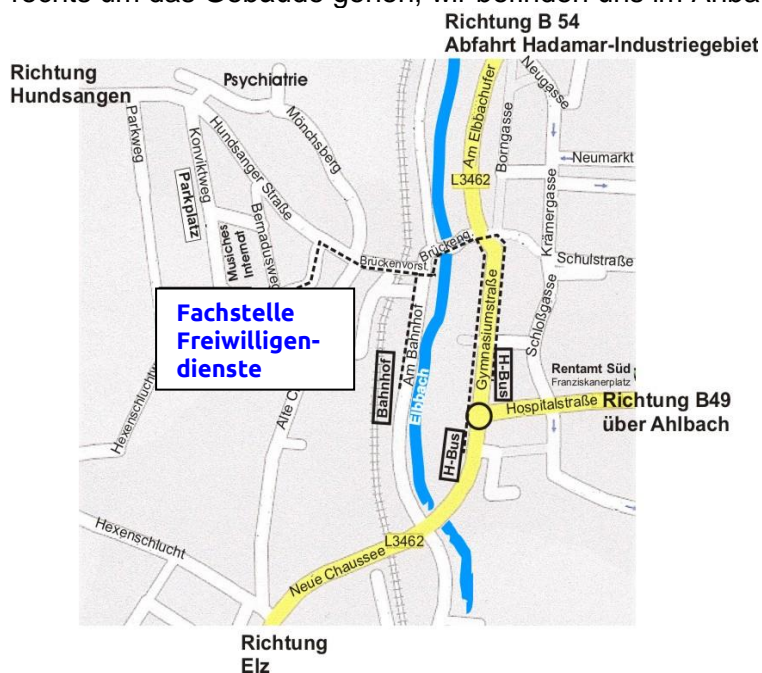 rechts um das Gebäude gehen, wir befinden uns im Anba
Richtung B 54
Abfahrt Hadamar-Industriegebiet
Richtung
Hundsangen
Psychiatrie
Parkweg
Konviktweg
Parkplatz
Hundsanger Straße
Mönchsberg
Musiches
Internat
Bernadusweg
Am Elbbachufer
L3462
Borngasse
Neugasse
Neumarkt
Krämergasse
Brückenvorst.
Brückeng.
Schulstraße
Schloßgasse
Gymnasiumstraße
Fachstelle
Freiwilligen-
dienste
Bahnhof
Am Bahnhof
Elbbach
H-Bus
H-Bus
Rentamt Süd
Franziskanerplatz
Hospitalstraße
Richtung B49
über Ahlbach
Hexenschlucht
Alte C
Hexenschlucht
L3462
Neue Chaussee
Richtung
Elz